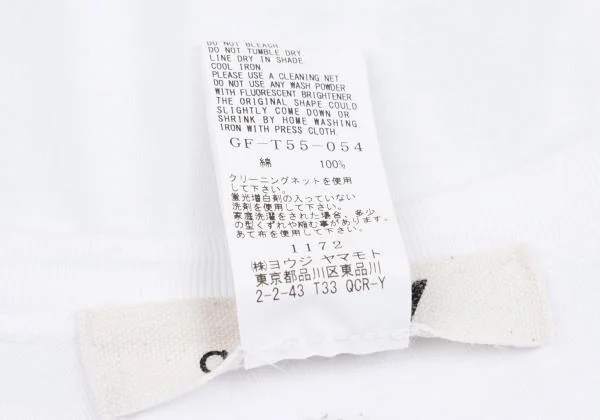 DO NOT BLEACH
DO NOT TUMBLE DRY.
LINE DRY IN SHADE.
COOL IRON.
PLEASE USE A CLEANING NET
DO NOT USE ANY WASH POWDER
WITH FLUORESCENT BRIGHTENER
THE ORIGINAL SHAPE COULD
SLIGHTLY COME DOWN OR
SHRINK BY HOME WASHING
IRON WITH PRESS CLOTH.
GF-T55-054
綿 100%
クリーニングネットを使用
して下さい。
蛍光増白剤の入っていない
洗剤を使用して下さい。
家庭洗濯をされた場合、多少
の型くずれや縮む事があります。
あて布を使用して下さい。
1172
㈱ヨウジ ヤマモト
東京都品川区東品川
2-2-43 T33 QCR-Y